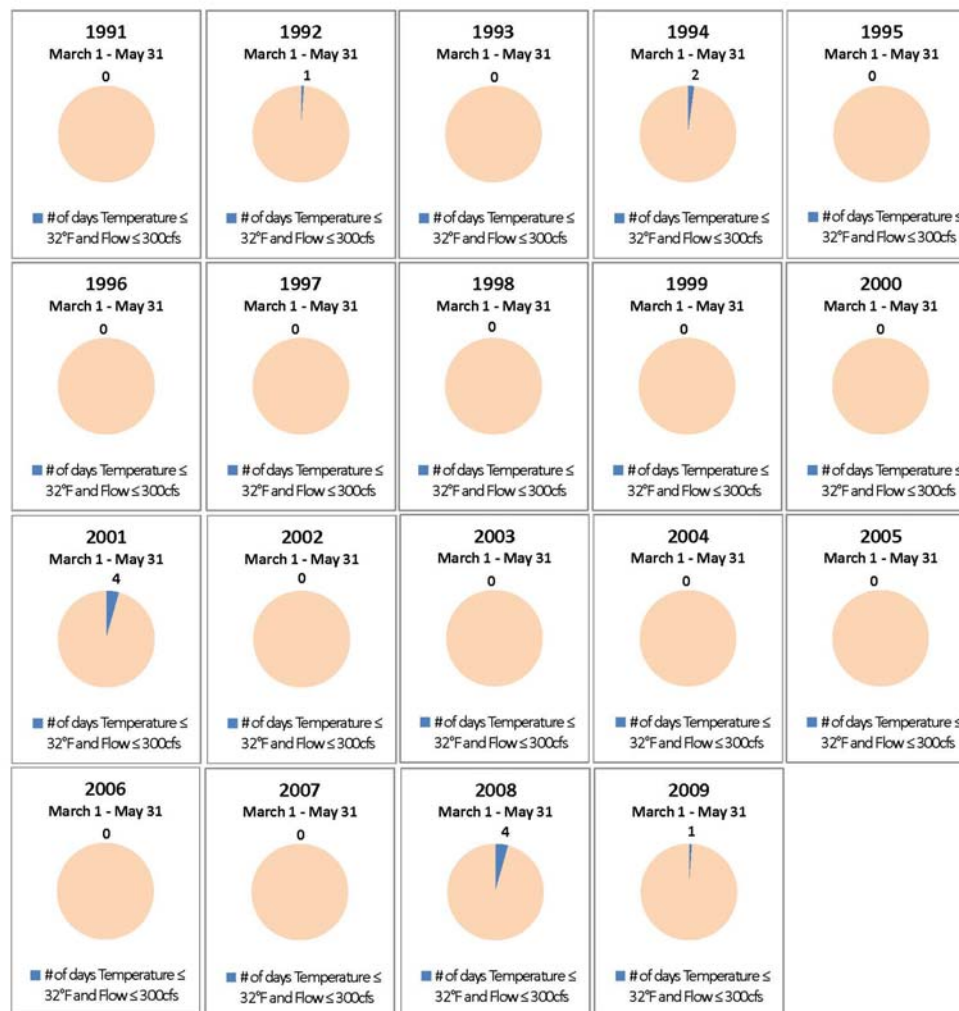 1991
March 1 - May 31
0
# of days Temperature ≤
32°F and Flow ≤ 300cfs
1992
March 1 - May 31
1
# of days Temperature ≤
32°F and Flow ≤ 300cfs
1993
March 1 - May 31
0
# of days Temperature ≤
32°F and Flow ≤ 300cfs
1994
March 1 - May 31
2
# of days Temperature ≤
32°F and Flow ≤ 300cfs
1995
March 1 - May 31
0
# of days Temperature ≤
32°F and Flow ≤ 300cfs
1996
March 1 - May 31
0
# of days Temperature ≤
32°F and Flow ≤ 300cfs
1997
March 1 - May 31
0
# of days Temperature ≤
32°F and Flow ≤ 300cfs
1998
March 1 - May 31
0
# of days Temperature ≤
32°F and Flow ≤ 300cfs
1999
March 1 - May 31
0
# of days Temperature ≤
32°F and Flow ≤ 300cfs
2000
March 1 - May 31
0
# of days Temperature ≤
32°F and Flow ≤ 300cfs
2001
March 1 - May 31
4
# of days Temperature ≤
32°F and Flow ≤ 300cfs
2002
March 1 - May 31
0
# of days Temperature ≤
32°F and Flow ≤ 300cfs
2003
March 1 - May 31
0
# of days Temperature ≤
32°F and Flow ≤ 300cfs
2004
March 1 - May 31
0
# of days Temperature ≤
32°F and Flow ≤ 300cfs
2005
March 1 - May 31
0
# of days Temperature ≤
32°F and Flow ≤ 300cfs
2006
March 1 - May 31
0
# of days Temperature ≤
32°F and Flow ≤ 300cfs
2007
March 1 - May 31
0
# of days Temperature ≤
32°F and Flow ≤ 300cfs
2008
March 1 - May 31
4
# of days Temperature ≤
32°F and Flow ≤ 300cfs
2009
March 1 - May 31
1
# of days Temperature ≤
32°F and Flow ≤ 300cfs